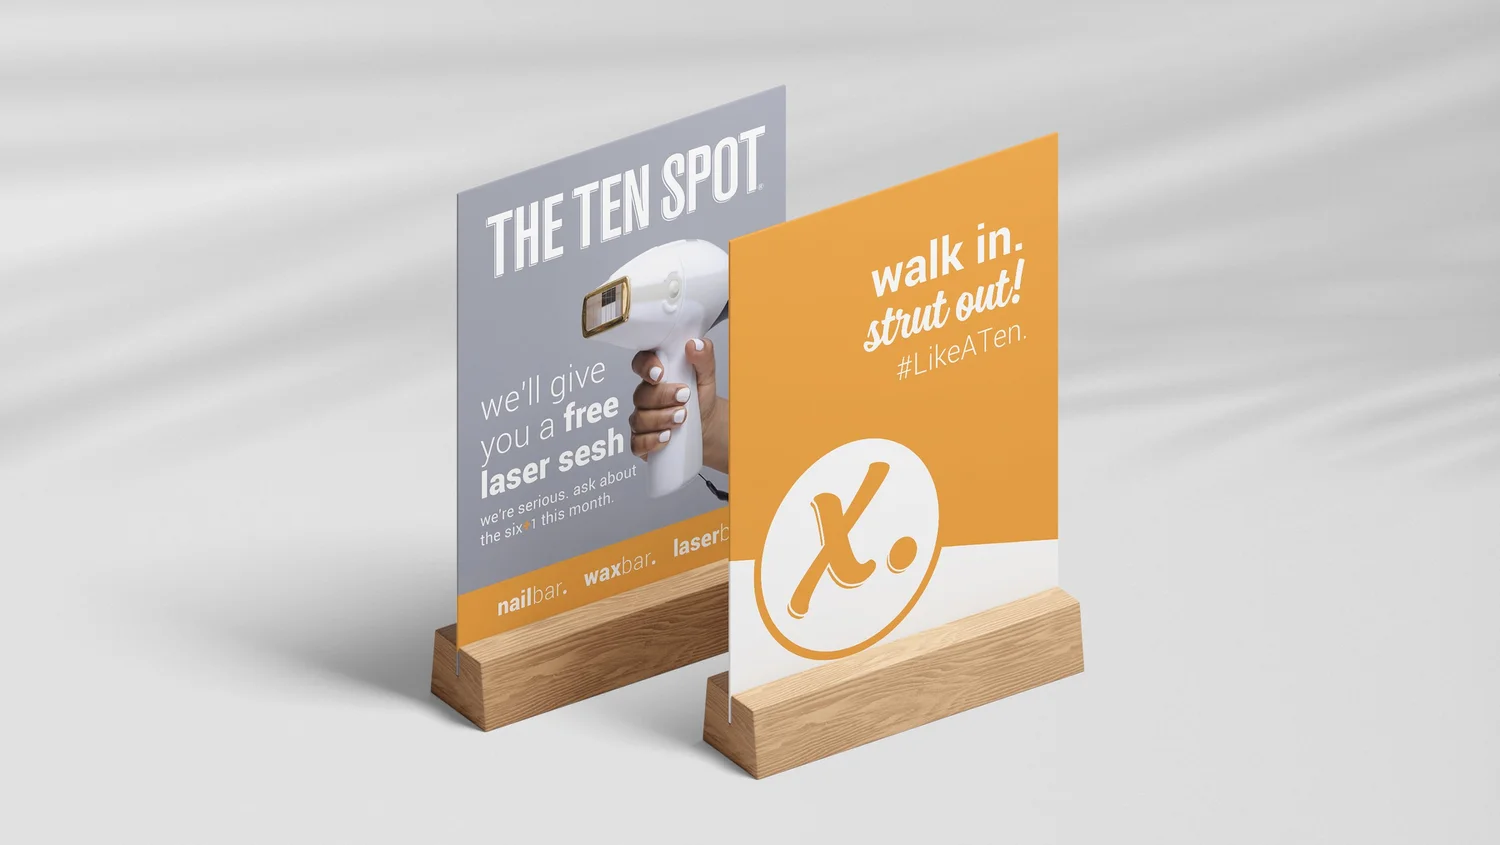 THE TEN SPOT
we'll give
you a free
laser sesh
we're serious. ask about
the six+1 this month.
nailbar. waxbar.
walk in.
strut out!
#LikeATen.
x.